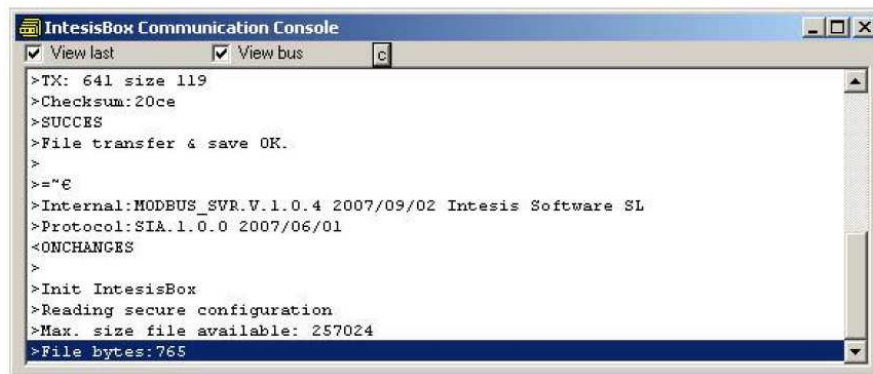 IntesisBox Communication Console
View last View bus c
>TX: 641 size 119
>Checksum:20ce
>SUCCES
>File transfer & save OK.
>
>=~€
>Internal:MODBUS_SVR.V.1.0.4 2007/09/02 Intesis Software SL
>Protocol:SIA.1.0.0 2007/06/01
<ONCHANGES
>
>Init IntesisBox
>Reading secure configuration
>Max. size file available: 257024
>File bytes:765